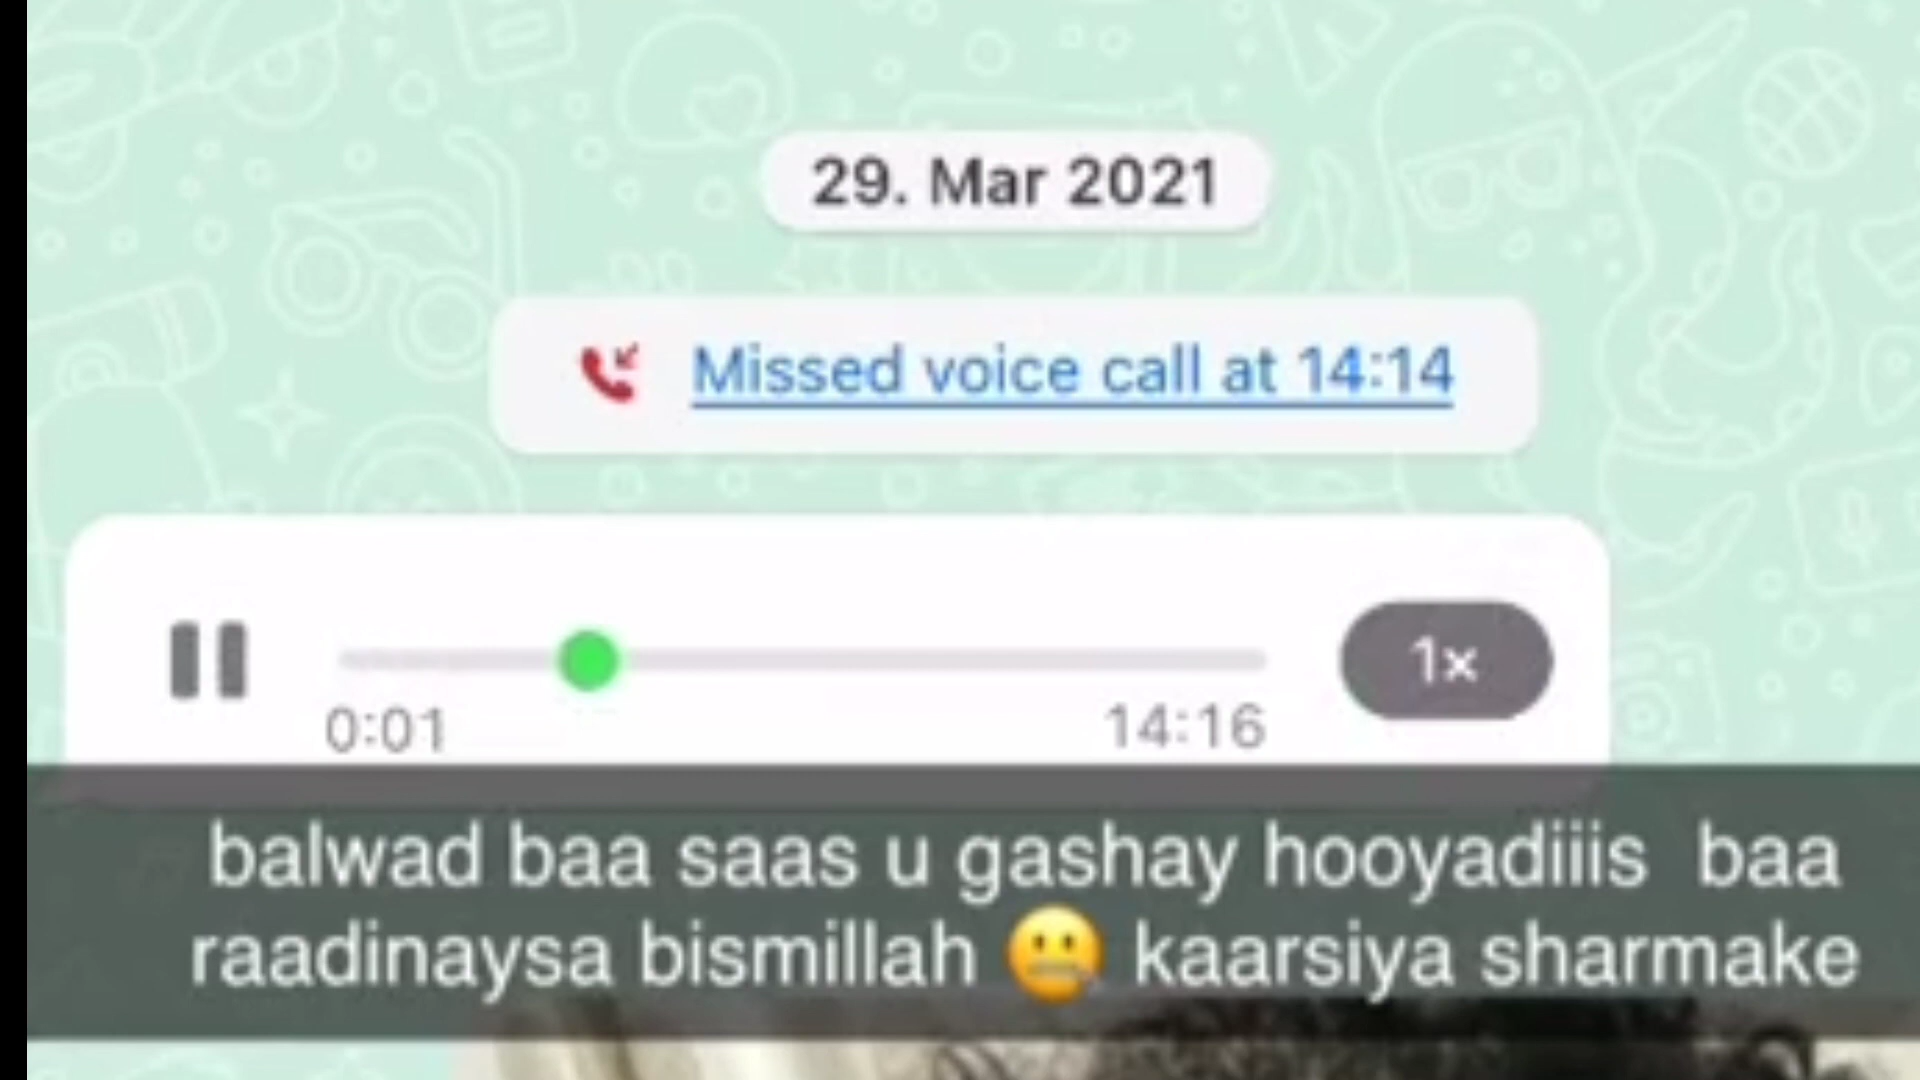 29. Mar 2021
Missed voice call at 14:14
1x
0:01 14:16
balwad baa saas u gashay hooyadiiis baa
raadinaysa bismillah 🤐 kaarsiya sharmake